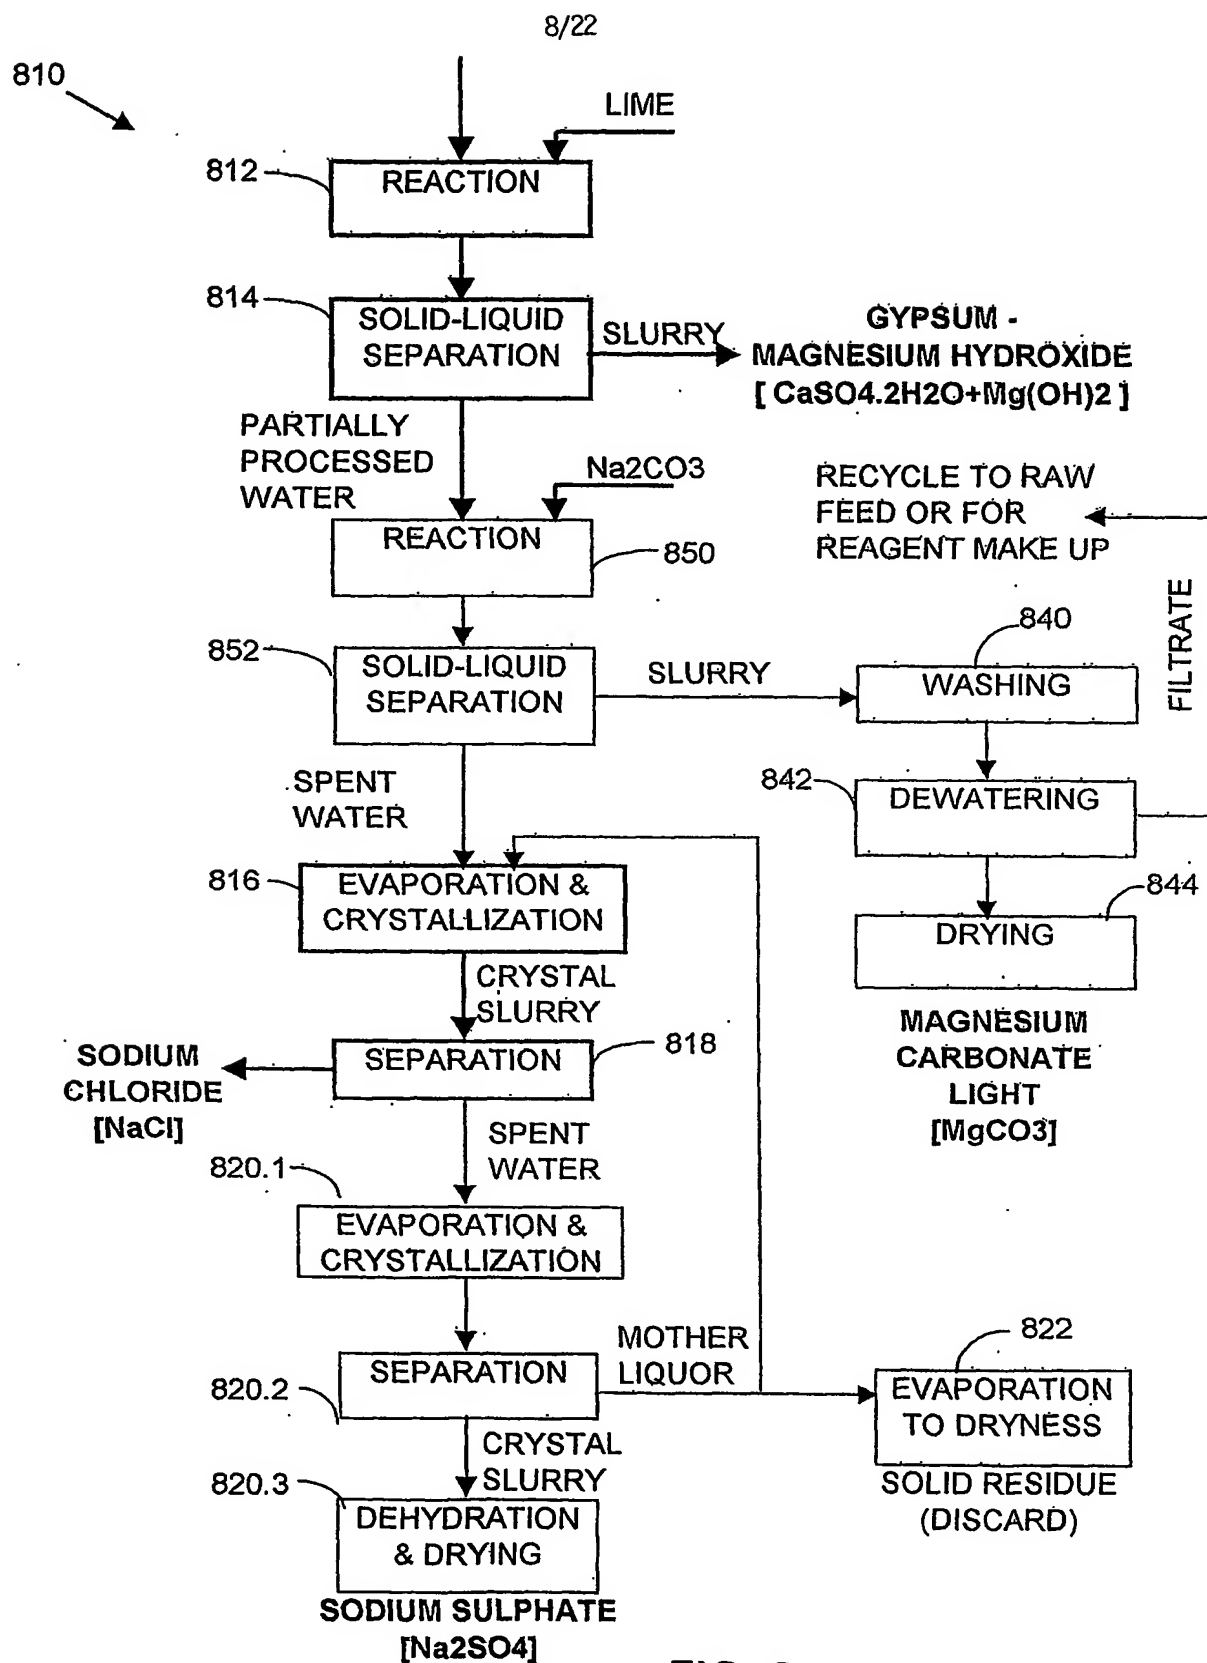 8/22
810
LIME
812
REACTION
814
SOLID-LIQUID
SEPARATION
SLURRY
GYPSUM -
MAGNESIUM HYDROXIDE
[ CaSO4.2H2O+Mg(OH)2 ]
PARTIALLY
PROCESSED
WATER
Na2CO3
RECYCLE TO RAW
FEED OR FOR
REAGENT MAKE UP
REACTION
850
FILTRATE
852
SOLID-LIQUID
SEPARATION
SLURRY
840
WASHING
SPENT
WATER
842
DEWATERING
816
EVAPORATION &
CRYSTALLIZATION
844
DRYING
CRYSTAL
SLURRY
MAGNESIUM
CARBONATE
LIGHT
[MgCO3]
SEPARATION
818
SODIUM
CHLORIDE
[NaCl]
SPENT
WATER
820.1
EVAPORATION &
CRYSTALLIZATION
MOTHER
LIQUOR
822
820.2
SEPARATION
EVAPORATION
TO DRYNESS
SOLID RESIDUE
(DISCARD)
CRYSTAL
SLURRY
820.3
DEHYDRATION
& DRYING
SODIUM SULPHATE
[Na2SO4]